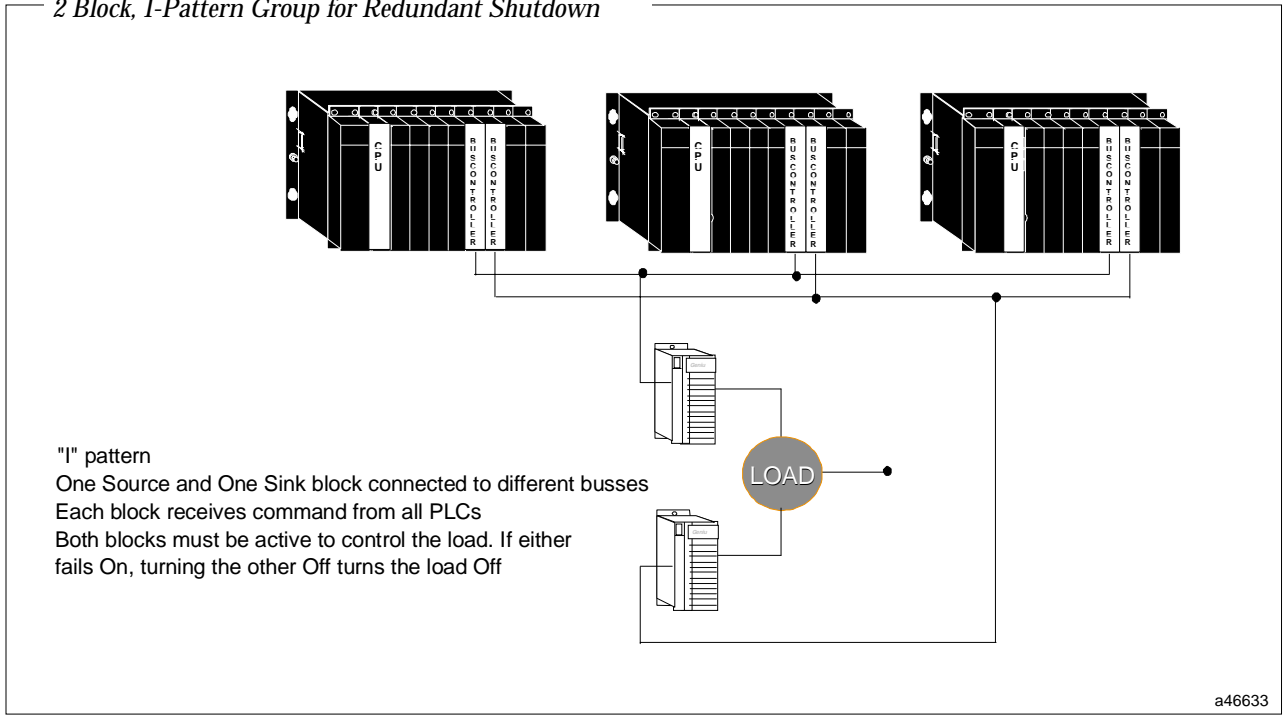 2 Block, I-Pattern Group for Redundant Shutdown
CPU
BUS CONTROLLER
BUS CONTROLLER
CPU
BUS CONTROLLER
BUS CONTROLLER
CPU
BUS CONTROLLER
BUS CONTROLLER
Genius
LOAD
Genius
"I" pattern
One Source and One Sink block connected to different busses
Each block receives command from all PLCs
Both blocks must be active to control the load. If either
fails On, turning the other Off turns the load Off
a46633